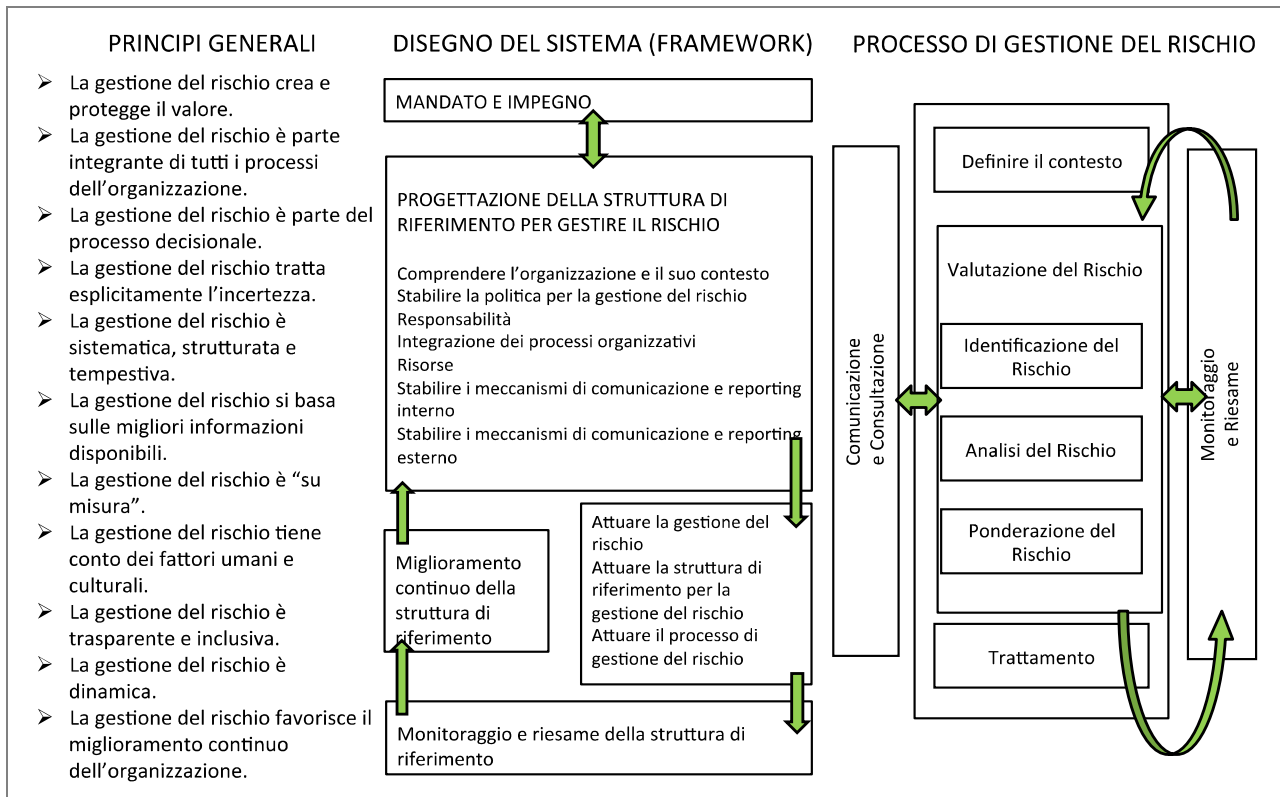 PRINCIPI GENERALI
➢ La gestione del rischio crea e
protegge il valore.
➢ La gestione del rischio è parte
integrante di tutti i processi
dell’organizzazione.
➢ La gestione del rischio è parte del
processo decisionale.
➢ La gestione del rischio tratta
esplicitamente l’incertezza.
➢ La gestione del rischio è
sistematica, strutturata e
tempestiva.
➢ La gestione del rischio si basa
sulle migliori informazioni
disponibili.
➢ La gestione del rischio è “su
misura”.
➢ La gestione del rischio tiene
conto dei fattori umani e
culturali.
➢ La gestione del rischio è
trasparente e inclusiva.
➢ La gestione del rischio è
dinamica.
➢ La gestione del rischio favorisce il
miglioramento continuo
dell’organizzazione.
DISEGNO DEL SISTEMA (FRAMEWORK)
MANDATO E IMPEGNO
PROGETTAZIONE DELLA STRUTTURA DI
RIFERIMENTO PER GESTIRE IL RISCHIO
Comprendere l’organizzazione e il suo contesto
Stabilire la politica per la gestione del rischio
Responsabilità
Integrazione dei processi organizzativi
Risorse
Stabilire i meccanismi di comunicazione e reporting
interno
Stabilire i meccanismi di comunicazione e reporting
esterno
Miglioramento
continuo della
struttura di
riferimento
Attuare la gestione del
rischio
Attuare la struttura di
riferimento per la
gestione del rischio
Attuare il processo di
gestione del rischio
Monitoraggio e riesame della struttura di
riferimento
PROCESSO DI GESTIONE DEL RISCHIO
Comunicazione
e Consultazione
Definire il contesto
Valutazione del Rischio
Identificazione del
Rischio
Analisi del Rischio
Ponderazione del
Rischio
Trattamento
Monitoraggio
e Riesame